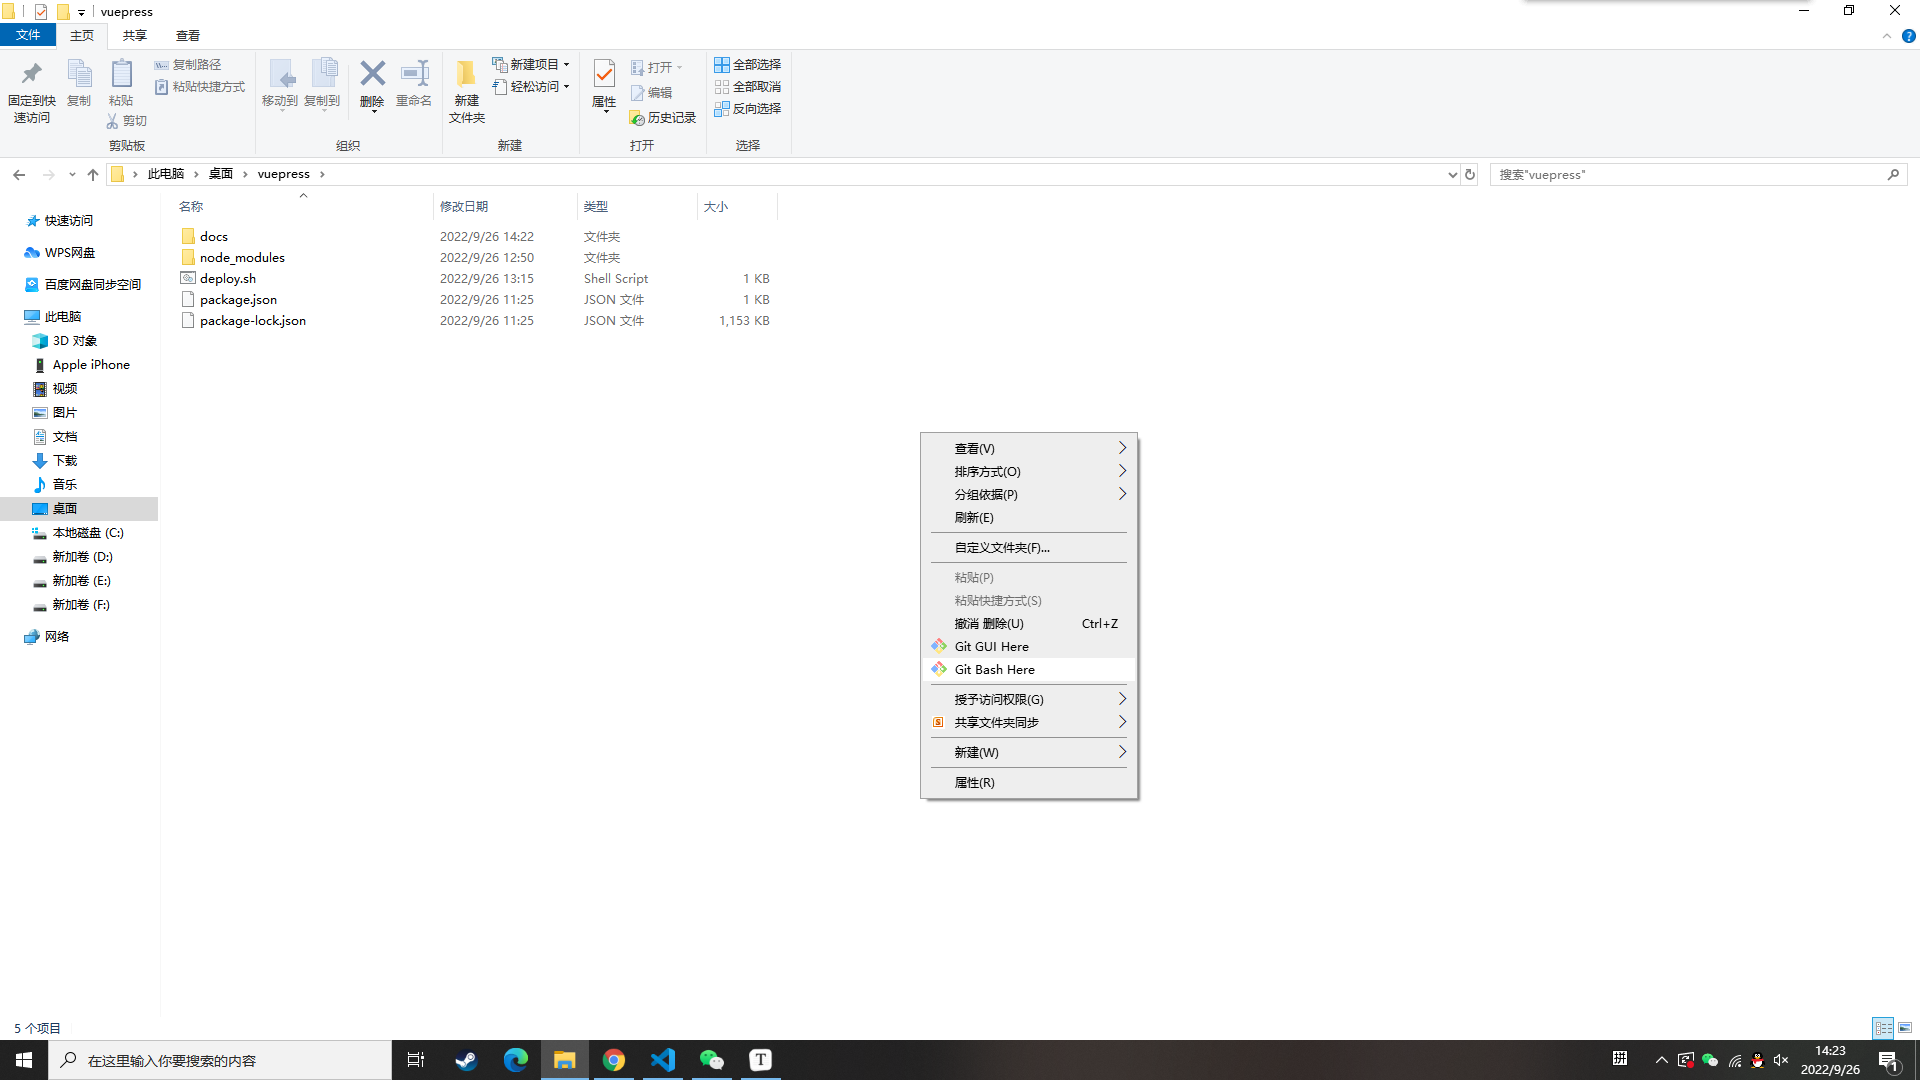 vuepress
文件 主页 共享 查看
固定到快速访问
复制
粘贴
复制路径
粘贴快捷方式
剪切
剪贴板
移动到
复制到
删除
重命名
组织
新建文件夹
新建项目
轻松访问
新建
属性
打开
编辑
历史记录
打开
全部选择
全部取消
反向选择
选择
此电脑 桌面 vuepress
搜索"vuepress"
快速访问
WPS网盘
百度网盘同步空间
此电脑
3D 对象
Apple iPhone
视频
图片
文档
下载
音乐
桌面
本地磁盘 (C:)
新加卷 (D:)
新加卷 (E:)
新加卷 (F:)
网络
名称 修改日期 类型 大小
docs 2022/9/26 14:22 文件夹
node_modules 2022/9/26 12:50 文件夹
deploy.sh 2022/9/26 13:15 Shell Script 1 KB
package.json 2022/9/26 11:25 JSON 文件 1 KB
package-lock.json 2022/9/26 11:25 JSON 文件 1,153 KB
查看(V)
排序方式(O)
分组依据(P)
刷新(E)
自定义文件夹(F)...
粘贴(P)
粘贴快捷方式(S)
撤消 删除(U) Ctrl+Z
Git GUI Here
Git Bash Here
授予访问权限(G)
共享文件夹同步
新建(W)
属性(R)
5 个项目
在这里输入你要搜索的内容
T
拼
14:23
2022/9/26
1